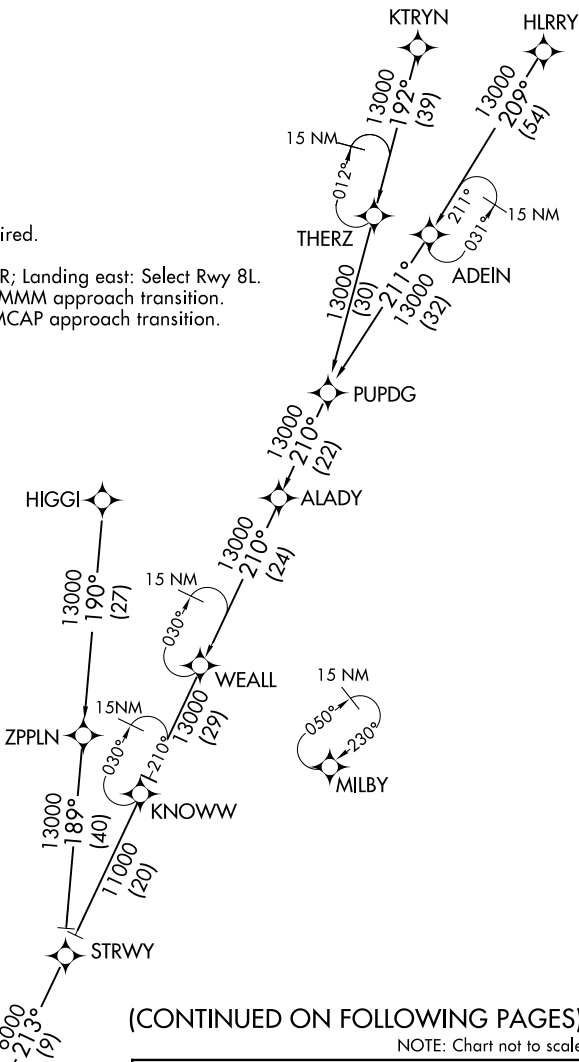 KTRYN
HLRRY
13000
192°
(39)
13000
209°
(54)
15 NM
012°
THERZ
211°
031°
15 NM
ADEIN
ired.
R; Landing east: Select Rwy 8L.
MMM approach transition.
MCAP approach transition.
13000
(30)
211°
13000
(32)
PUPDG
13000
210°
(22)
HIGGI
ALADY
13000
190°
(27)
13000
210°
(24)
15 NM
030°
WEALL
15 NM
050°
230°
MILBY
ZPPLN
15NM
030°
210°
13000
(29)
KNOWW
13000
189°
(40)
11000
(20)
STRWY
213°
(9)
(CONTINUED ON FOLLOWING PAGES)
NOTE: Chart not to scale